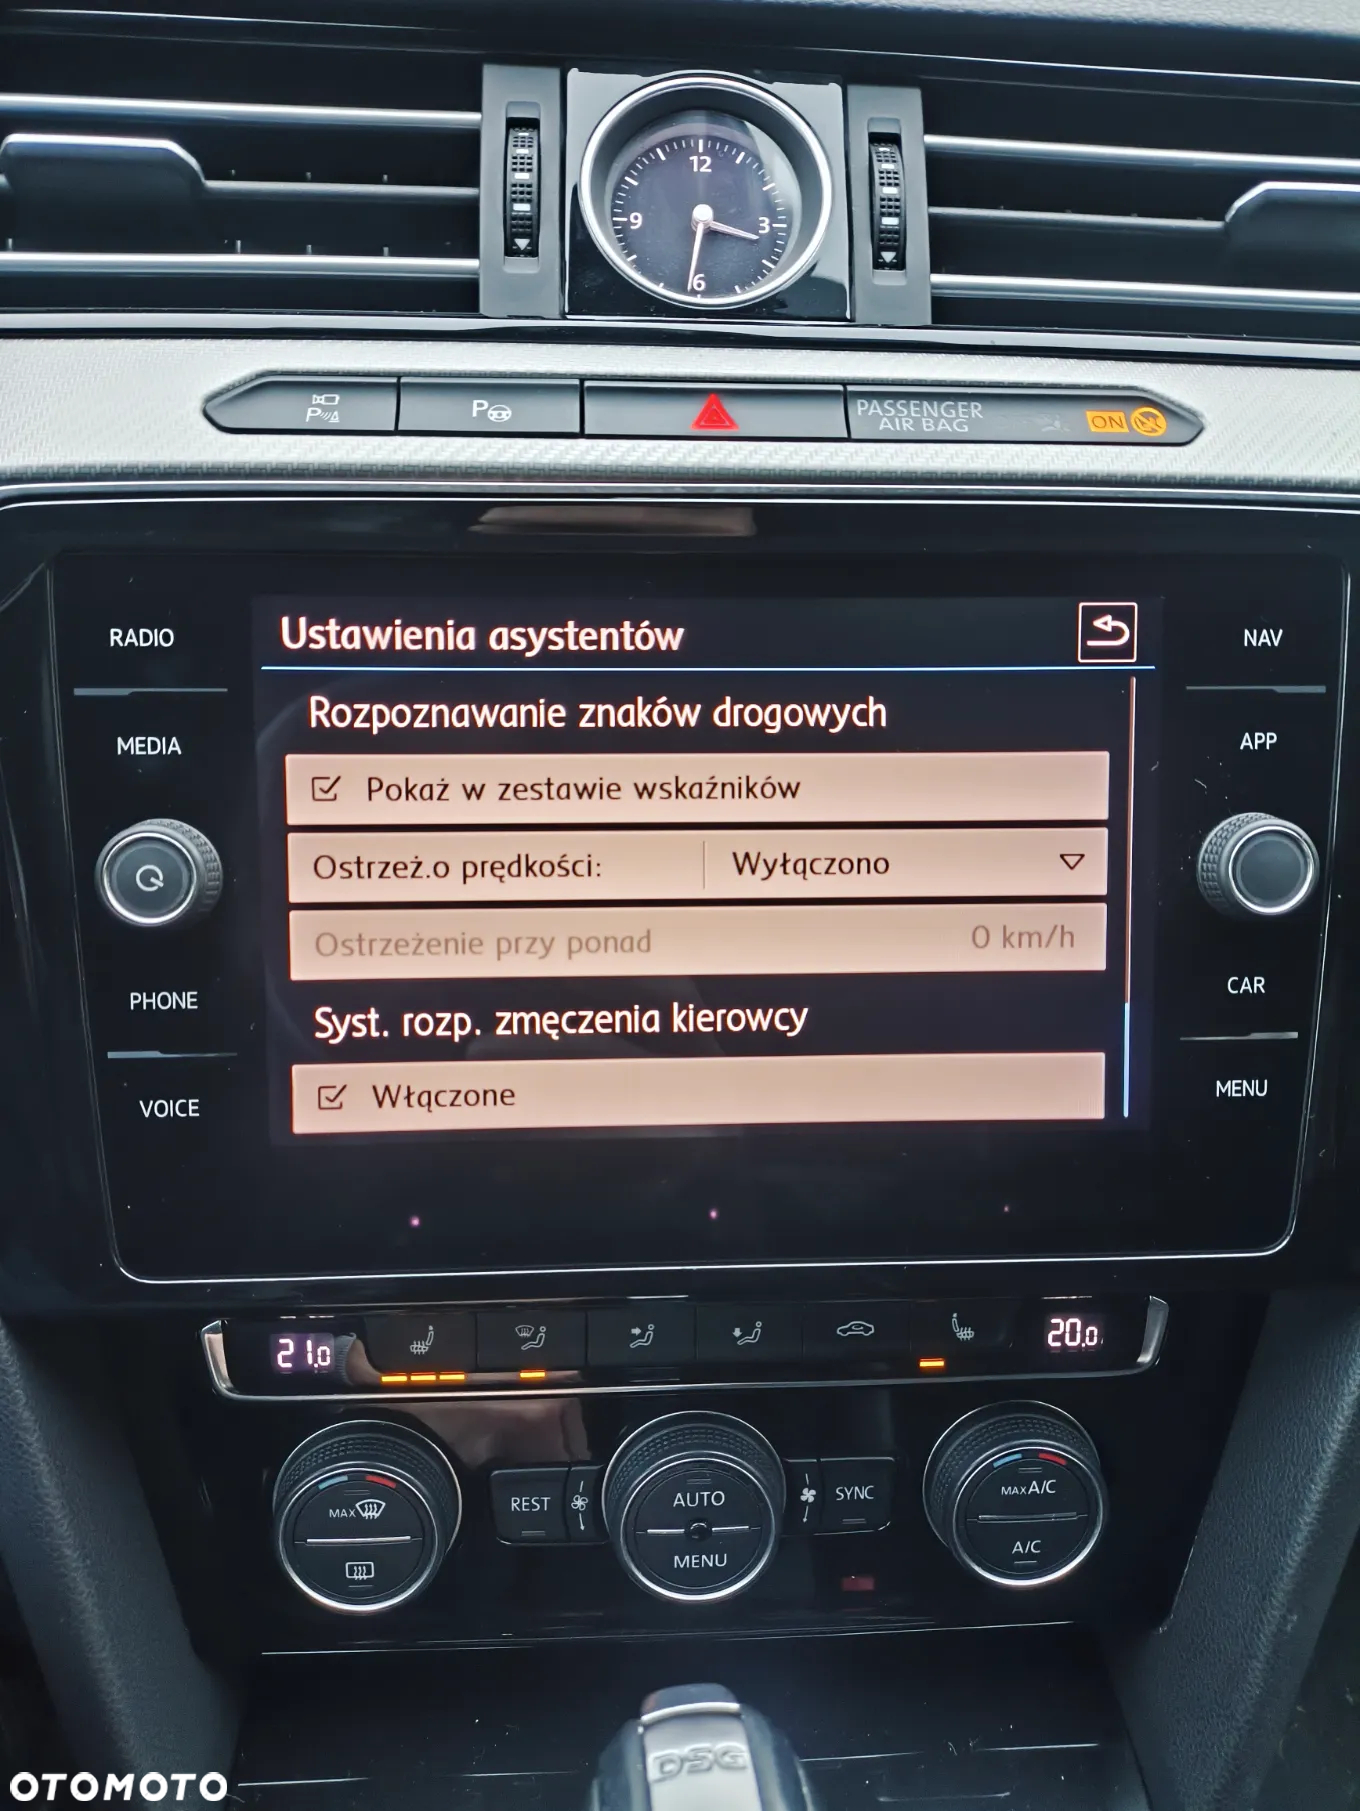 12
9
3
6
P
P
PASSENGER
AIR BAG
ON
RADIO
Ustawienia asystentów
NAV
Rozpoznawanie znaków drogowych
MEDIA
APP
Pokaż w zestawie wskaźników
Ostrzeż.o prędkości:
Wyłączono
Ostrzeżenie przy ponad
0 km/h
PHONE
CAR
Syst. rozp. zmęczenia kierowcy
VOICE
MENU
Włączone
21.0
20.0
MAX
REST
AUTO
MENU
SYNC
MAX A/C
A/C
DSG
OTOMOTO